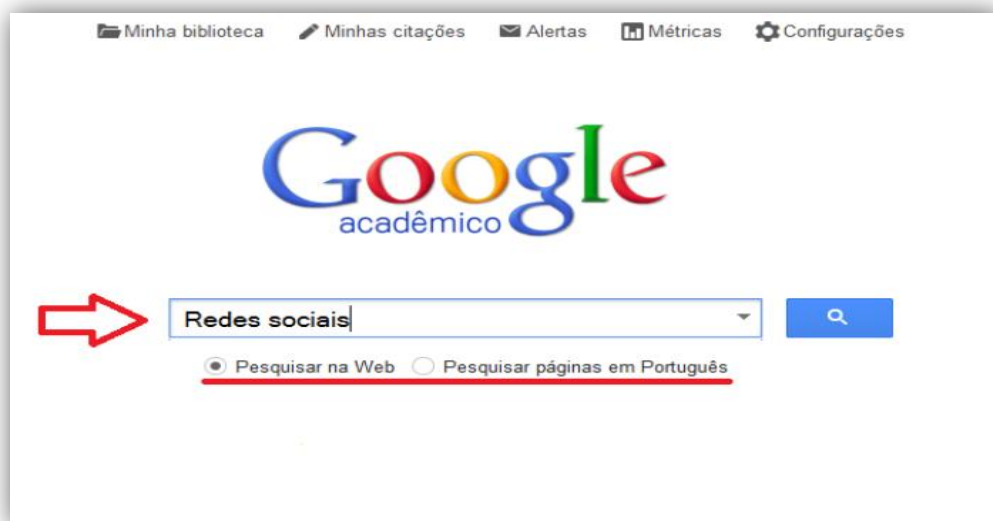 Minha biblioteca Minhas citações Alertas Métricas Configurações
Google
acadêmico
Redes sociais
Pesquisar na Web Pesquisar páginas em Português